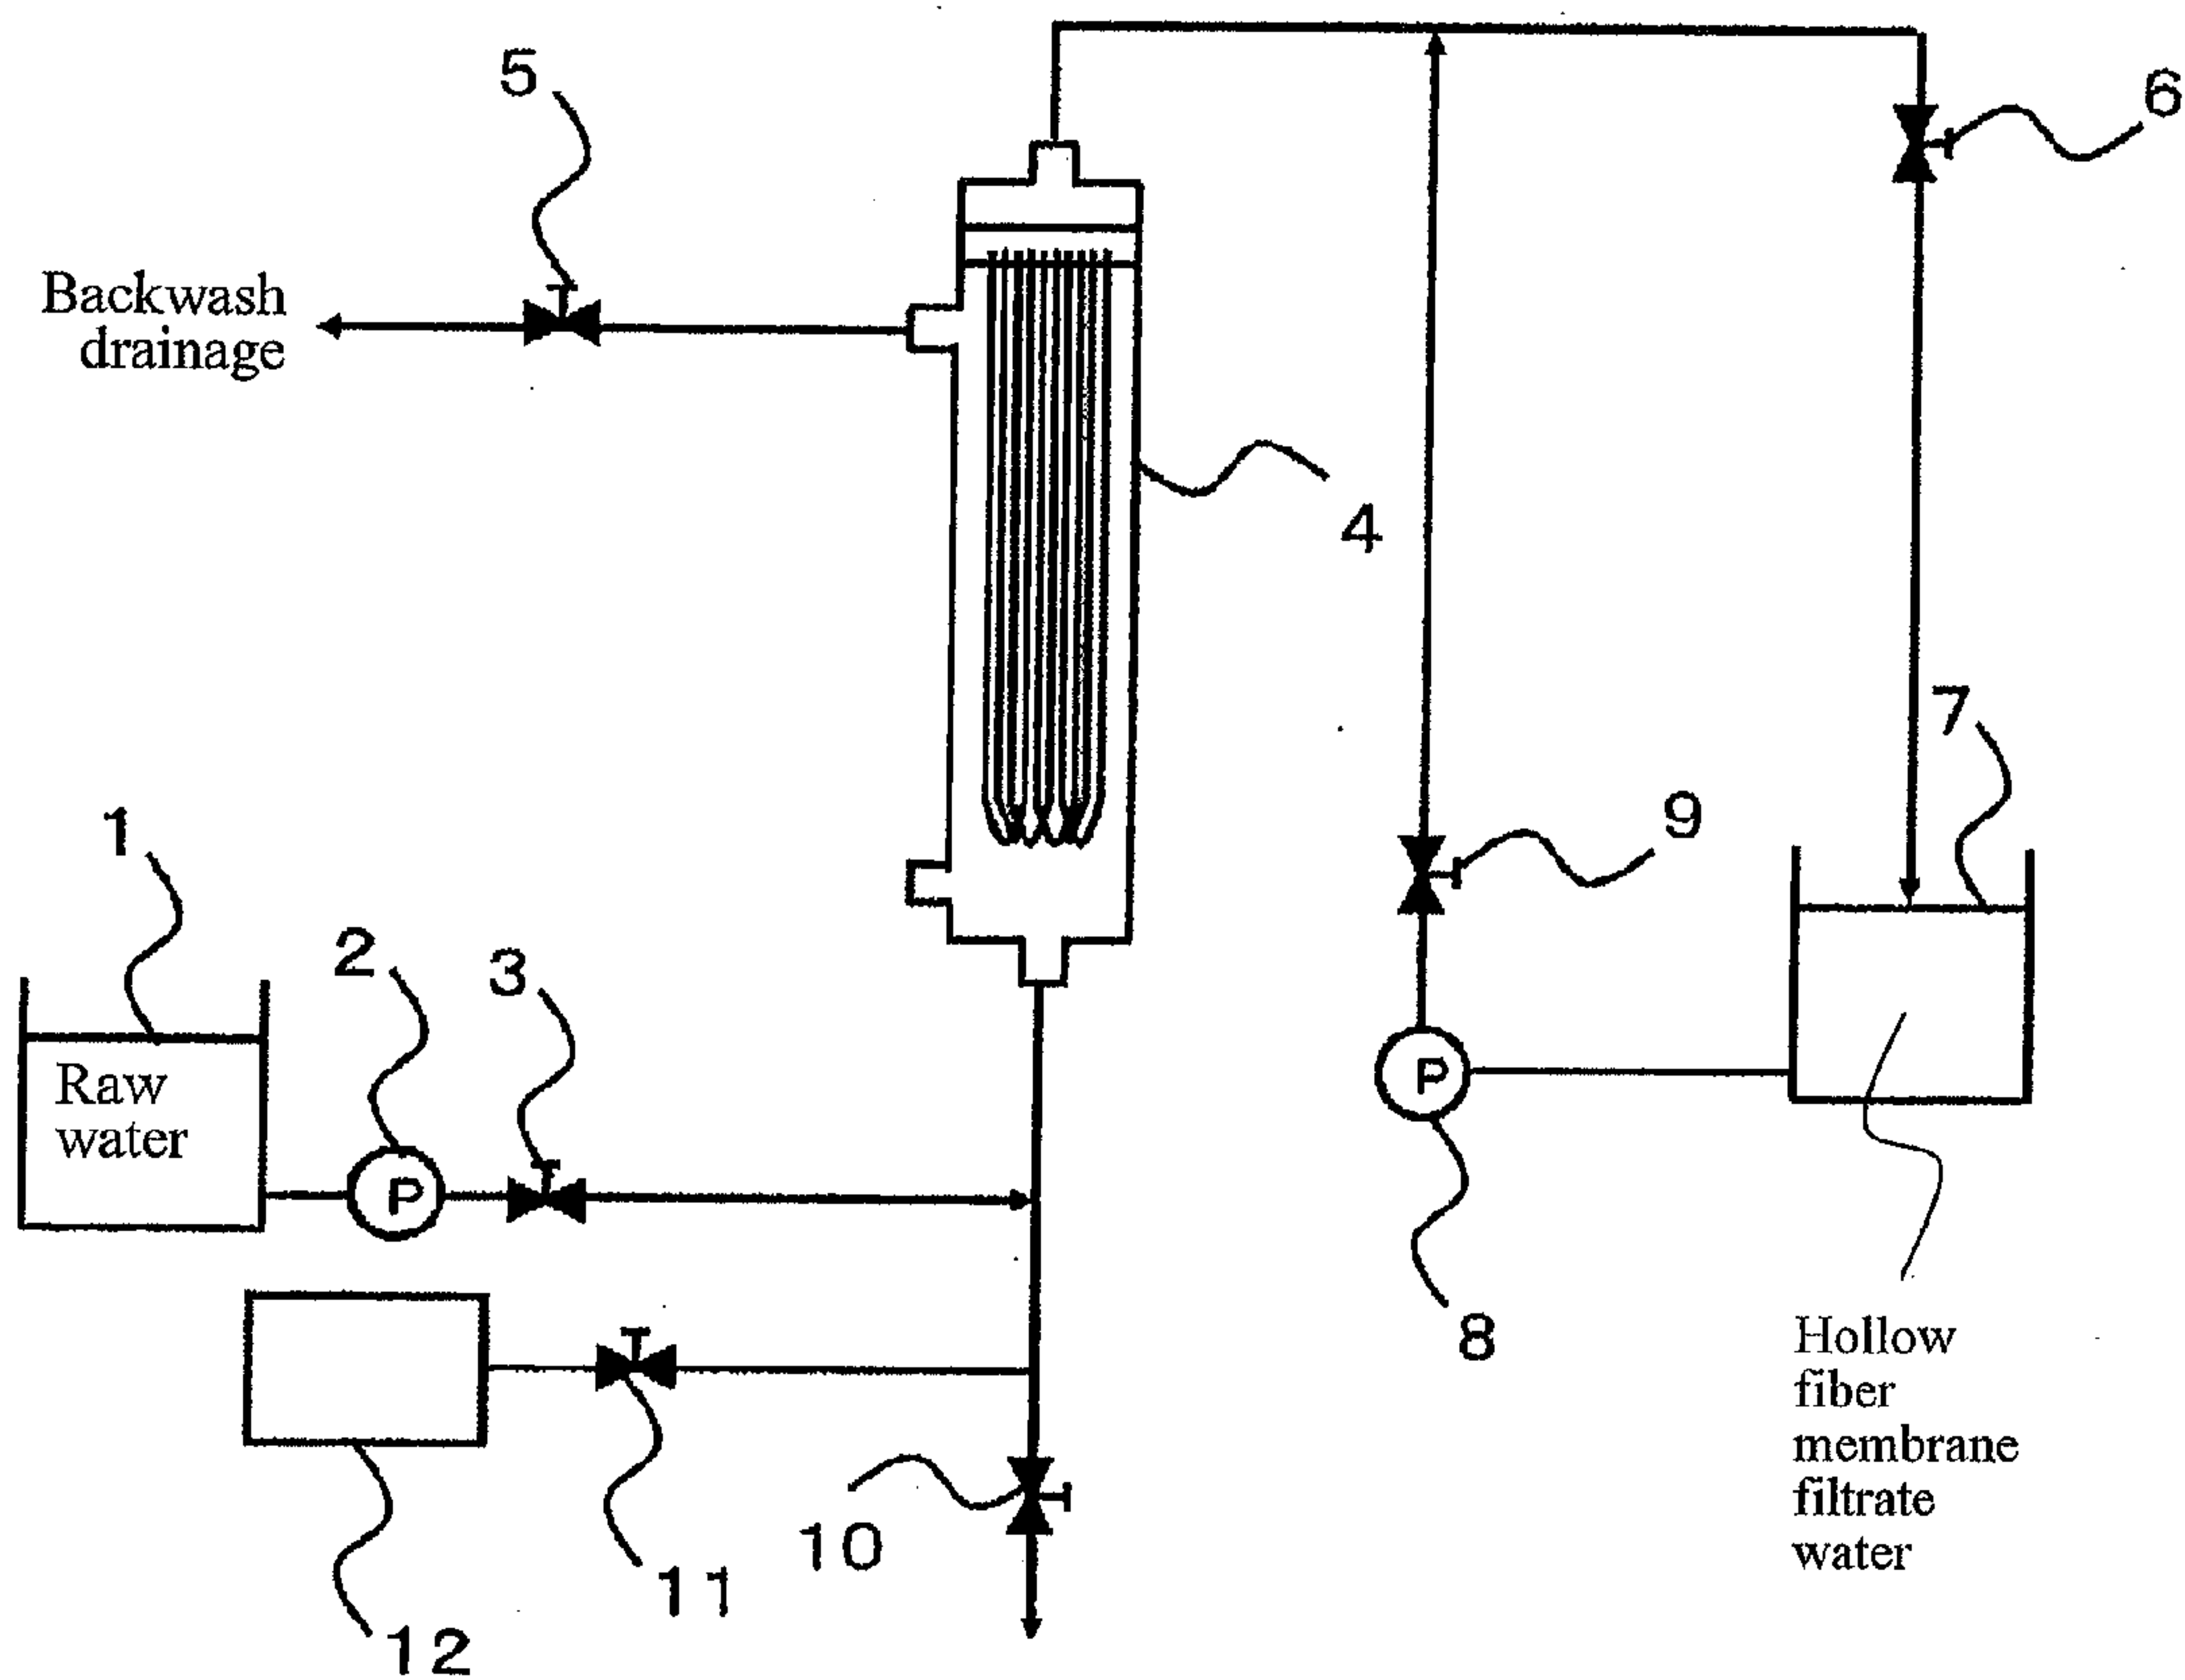 5
6
Backwash
drainage
4
7
9
1
2
3
Raw
water
P
P
8
Hollow
fiber
membrane
filtrate
water
10
11
12